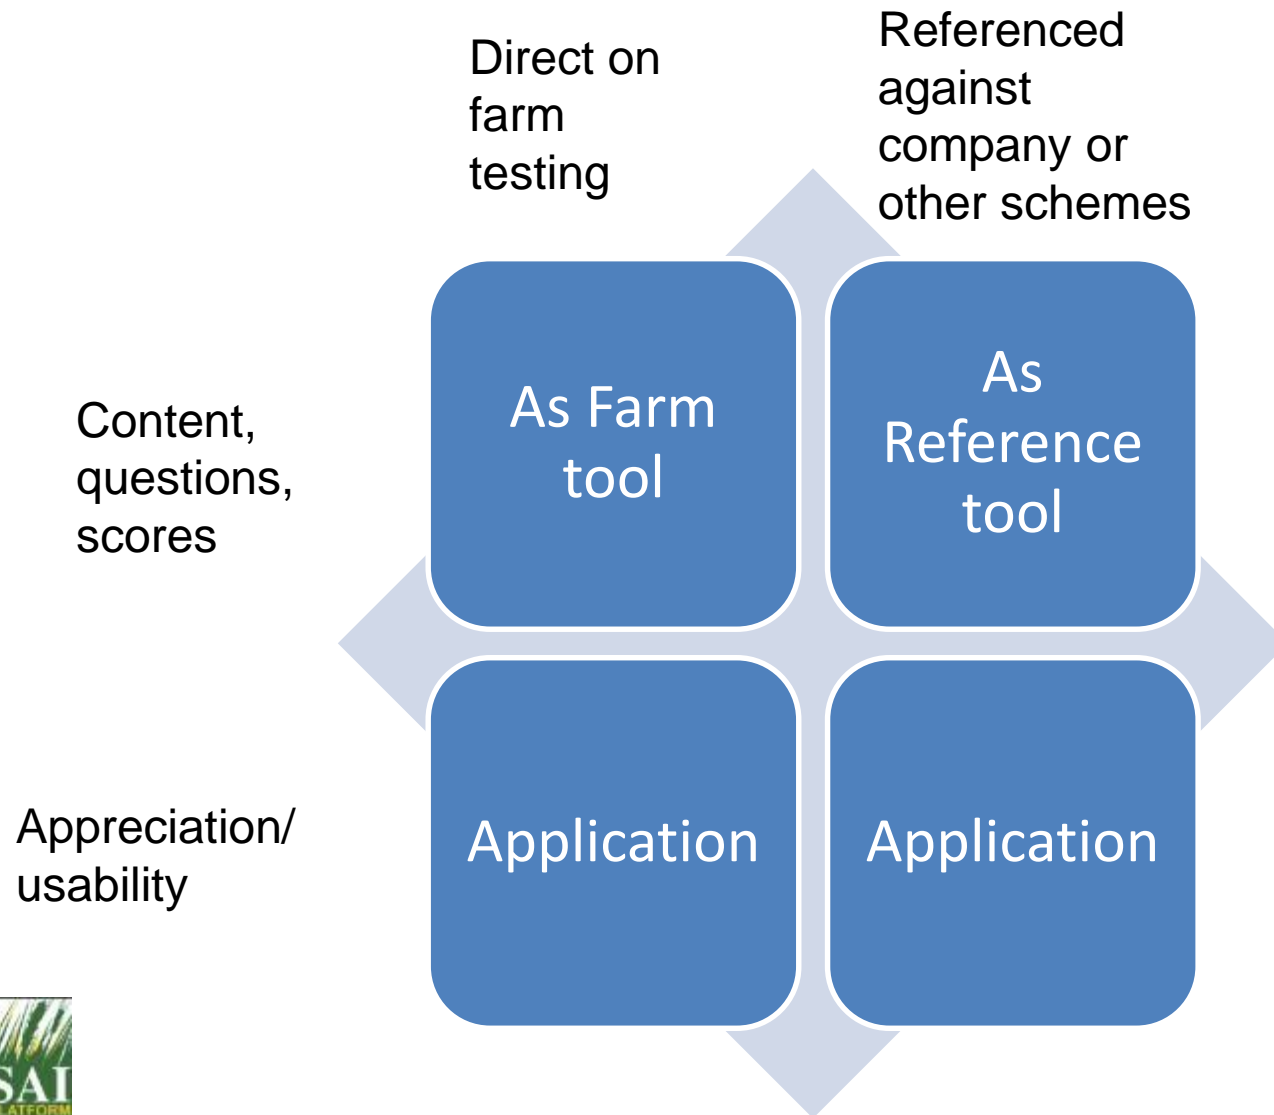 Direct on
farm
testing
Referenced
against
company or
other schemes
Content,
questions,
scores
As Farm
tool
As
Reference
tool
Appreciation/
usability
Application
Application
SAI
PLATFORM